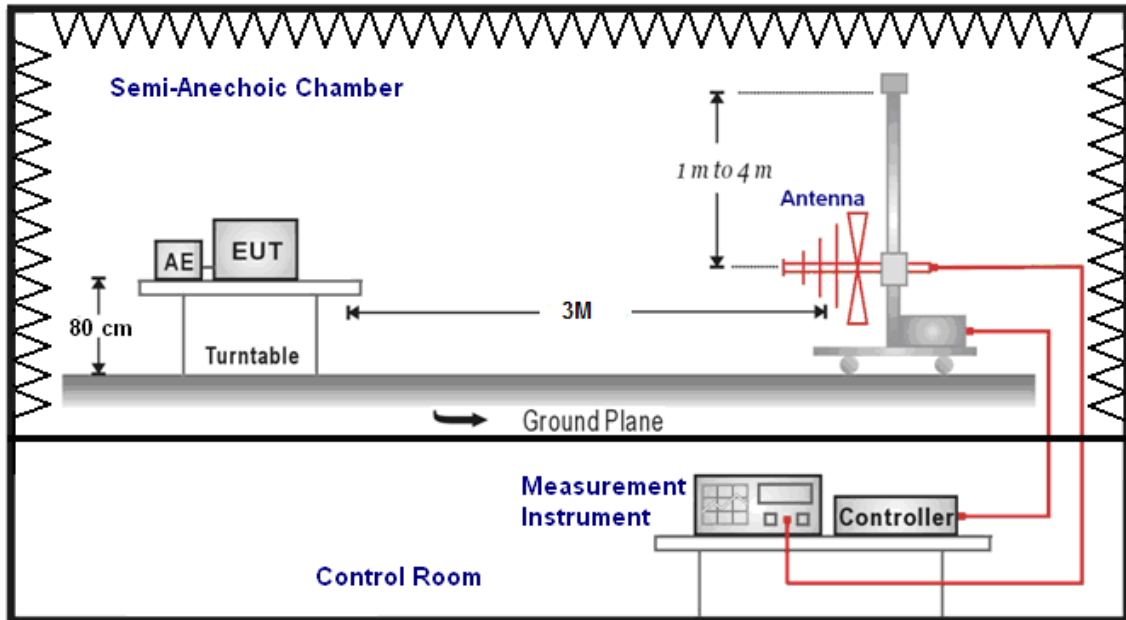 Semi-Anechoic Chamber
1 m to 4 m
Antenna
AE
EUT
80 cm
3M
Turntable
Ground Plane
Measurement
Instrument
Controller
Control Room